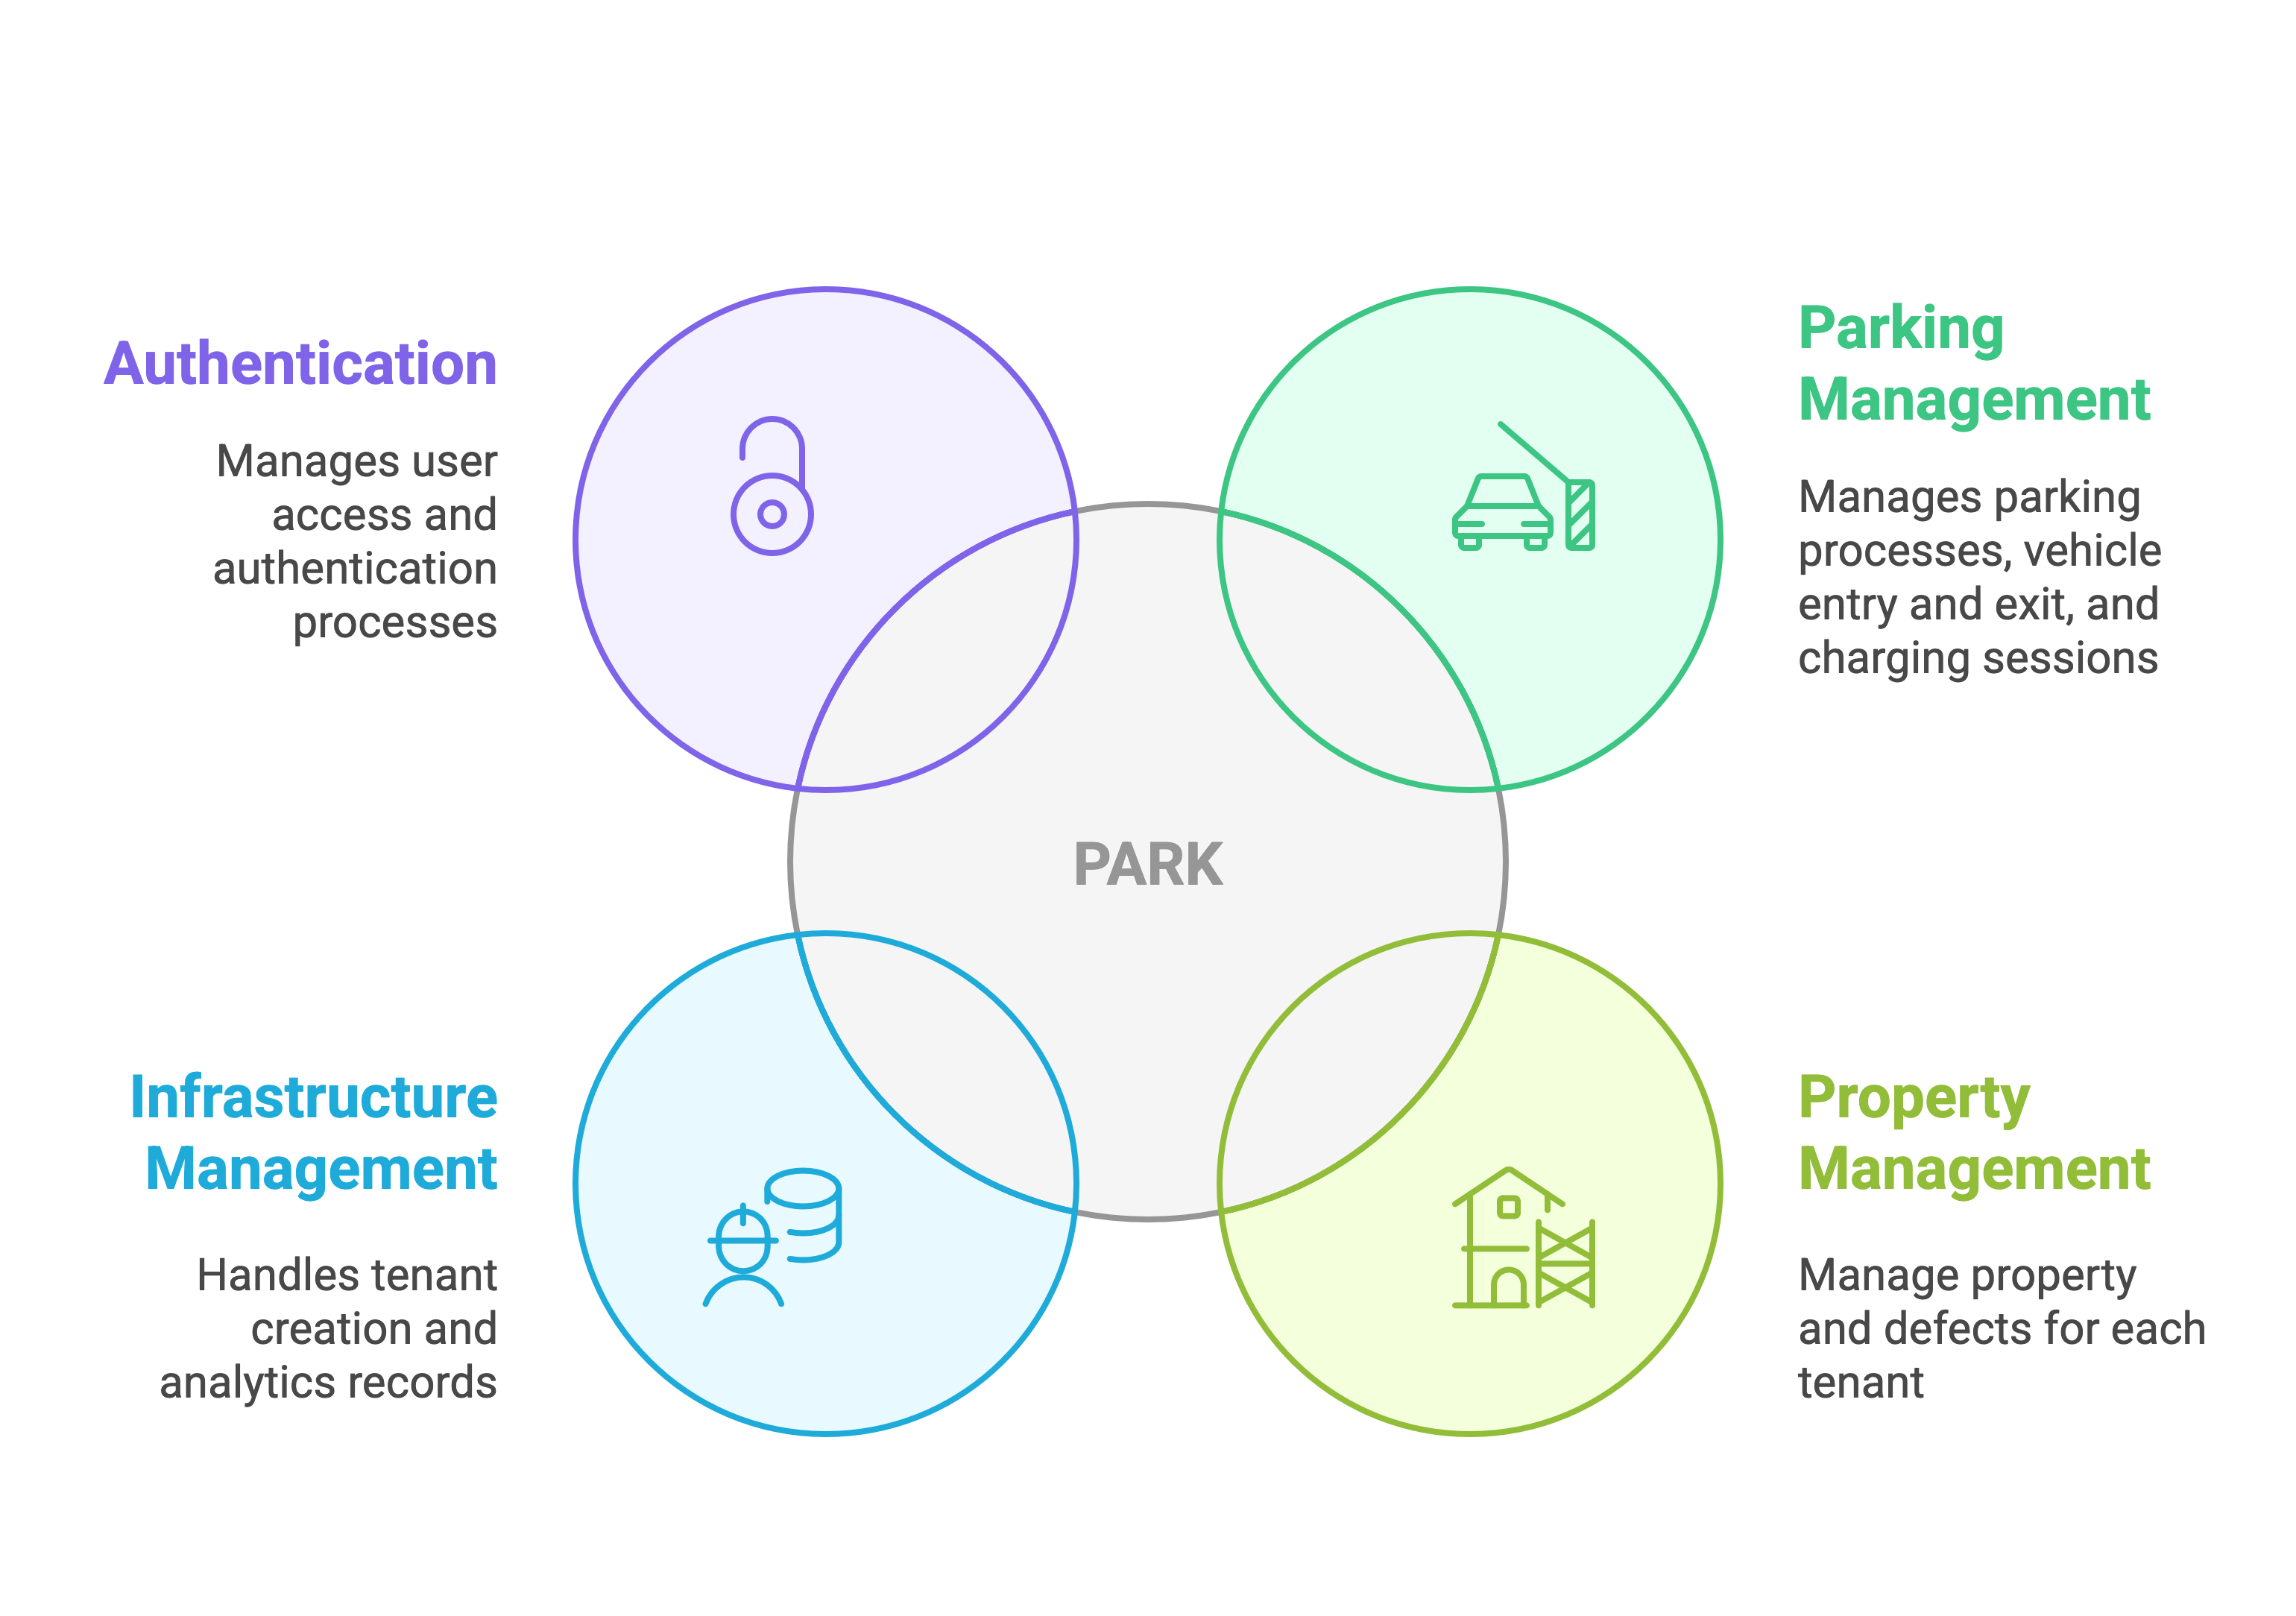 Authentication
Manages user
access and
authentication
processes
Parking
Management
Manages parking
processes, vehicle
entry and exit, and
charging sessions
PARK
Infrastructure
Management
Handles tenant
creation and
analytics records
Property
Management
Manage property
and defects for each
tenant